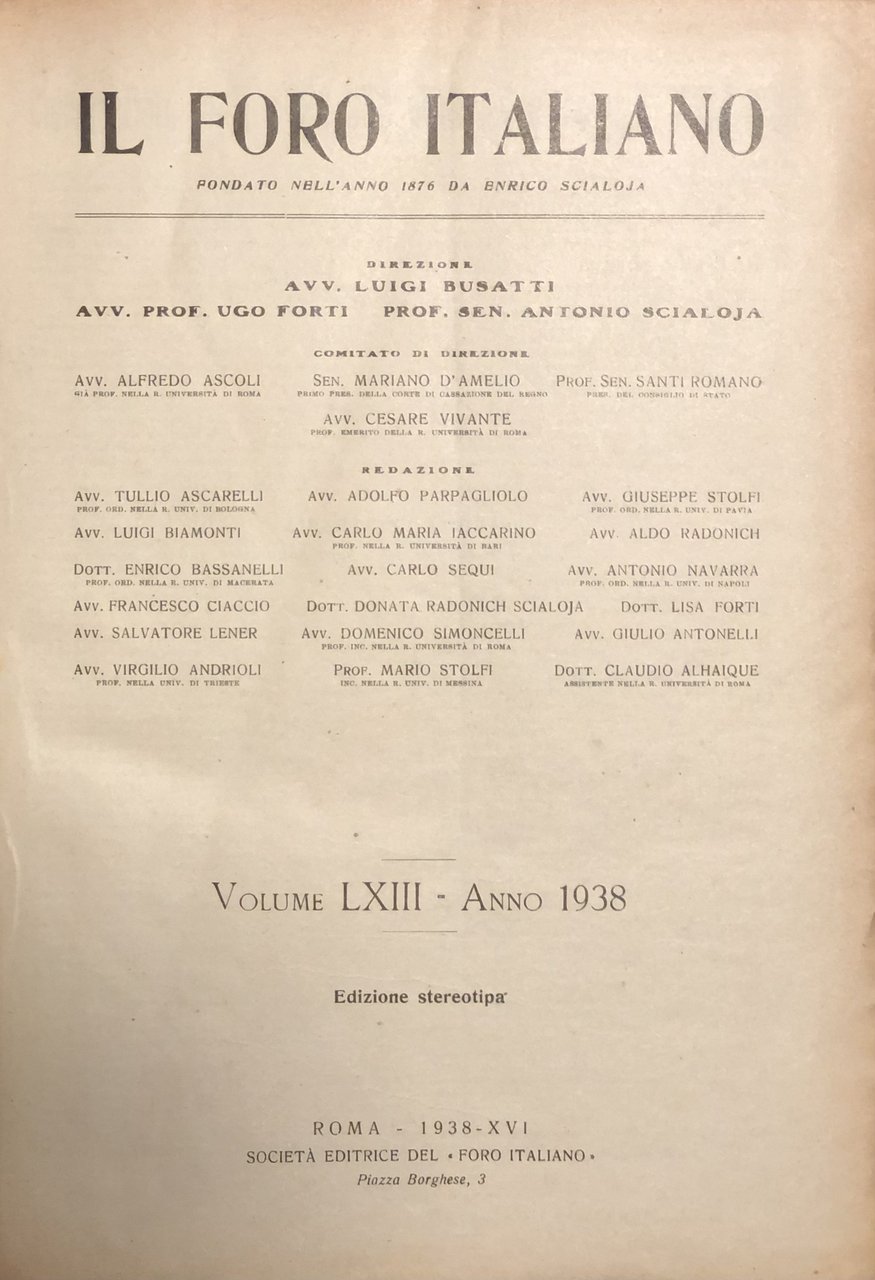 IL FORO ITALIANO
FONDATO NELL'ANNO 1876 DA ENRICO SCIALOJA
DIREZIONE
AVV. LUIGI BUSATTI
AVV. PROF. UGO FORTI PROF. SEN. ANTONIO SCIALOJA
COMITATO DI DIREZIONE
AVV. ALFREDO ASCOLI SEN. MARIANO D'AMELIO PROF. SEN. SANTI ROMANO
GIÀ PROF. NELLA R. UNIVERSITÀ DI ROMA PRIMO PRES. DELLA CORTE DI CASSAZIONE DEL REGNO PRES. DEL CONSIGLIO DI STATO
AVV. CESARE VIVANTE
PROF. EMERITO DELLA R. UNIVERSITÀ DI ROMA
REDAZIONE
AVV. TULLIO ASCARELLI AVV. ADOLFO PARPAGLIOLO AVV. GIUSEPPE STOLFI
PROF. ORD. NELLA R. UNIV. DI BOLOGNA PROF. ORD. NELLA R. UNIV. DI PAVIA
AVV. LUIGI BIAMONTI AVV. CARLO MARIA IACCARINO AVV. ALDO RADONICH
PROF. NELLA R. UNIVERSITÀ DI BARI
DOTT. ENRICO BASSANELLI AVV. CARLO SEQUI AVV. ANTONIO NAVARRA
PROF. ORD. NELLA R. UNIV. DI MACERATA PROF. ORD. NELLA R. UNIV. DI NAPOLI
AVV. FRANCESCO CIACCIO DOTT. DONATA RADONICH SCIALOJA DOTT. LISA FORTI
AVV. SALVATORE LENER AVV. DOMENICO SIMONCELLI AVV. GIULIO ANTONELLI
PROF. INC. NELLA R. UNIVERSITÀ DI ROMA
AVV. VIRGILIO ANDRIOLI PROF. MARIO STOLFI DOTT. CLAUDIO ALHAIQUE
PROF. NELLA UNIV. DI TRIESTE INC. NELLA R. UNIV. DI MESSINA ASSISTENTE NELLA R. UNIVERSITÀ DI ROMA
VOLUME LXIII - ANNO 1938
Edizione stereotipa
ROMA - 1938-XVI
SOCIETÀ EDITRICE DEL « FORO ITALIANO »
Piazza Borghese, 3